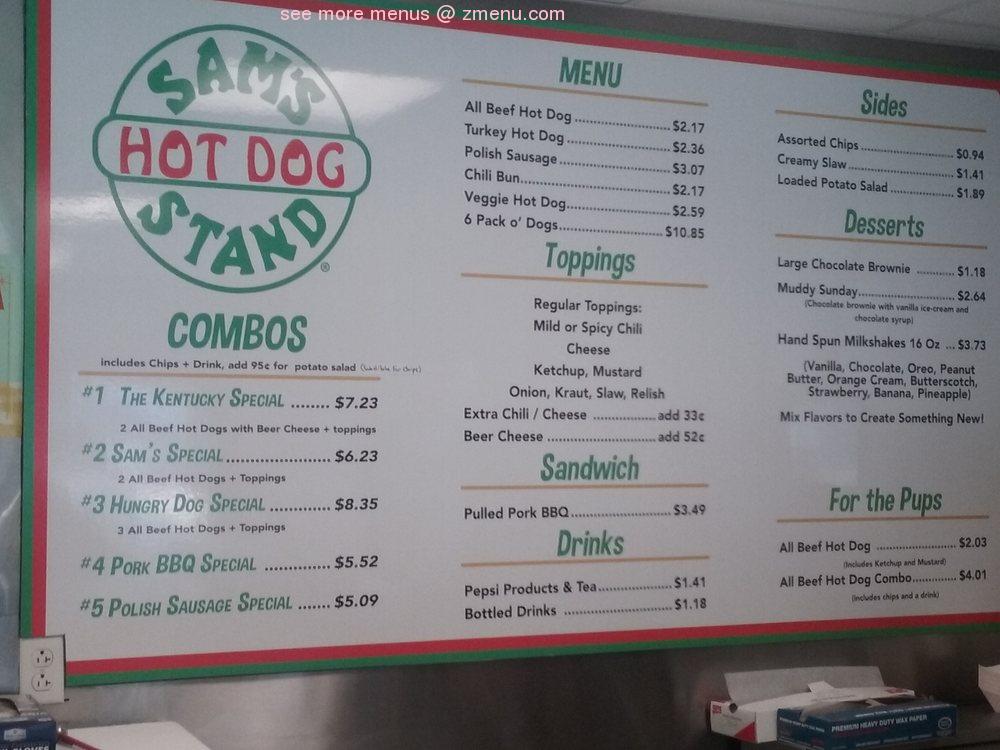 see more menus @ zmenu.com
SAM'S
HOT DOG
STAND
®
COMBOS
includes Chips + Drink, add 95¢ for potato salad
#1 The Kentucky Special ........ $7.23
2 All Beef Hot Dogs with Beer Cheese + toppings
#2 Sam's Special...................... $6.23
2 All Beef Hot Dogs + Toppings
#3 Hungry Dog Special ............ $8.35
3 All Beef Hot Dogs + Toppings
#4 Pork BBQ Special .............. $5.52
#5 Polish Sausage Special ....... $5.09
MENU
All Beef Hot Dog ...................... $2.17
Turkey Hot Dog ........................ $2.36
Polish Sausage .......................... $3.07
Chili Bun.................................. $2.17
Veggie Hot Dog........................ $2.59
6 Pack o' Dogs........................ $10.85
Toppings
Regular Toppings:
Mild or Spicy Chili
Cheese
Ketchup, Mustard
Onion, Kraut, Slaw, Relish
Extra Chili / Cheese .............. add 33¢
Beer Cheese ........................ add 52¢
Sandwich
Pulled Pork BBQ...................... $3.49
Drinks
Pepsi Products & Tea................ $1.41
Bottled Drinks ........................ $1.18
Sides
Assorted Chips ........................ $0.94
Creamy Slaw .......................... $1.41
Loaded Potato Salad ................ $1.89
Desserts
Large Chocolate Brownie ........... $1.18
Muddy Sunday......................... $2.64
(Chocolate brownie with vanilla ice-cream and
chocolate syrup)
Hand Spun Milkshakes 16 Oz ... $3.73
(Vanilla, Chocolate, Oreo, Peanut
Butter, Orange Cream, Butterscotch,
Strawberry, Banana, Pineapple)
Mix Flavors to Create Something New!
For the Pups
All Beef Hot Dog .................... $2.03
(Includes Ketchup and Mustard)
All Beef Hot Dog Combo........... $4.01
(includes chips and a drink)
PREMIUM HEAVY DUTY WAX PAPER
GLOVES